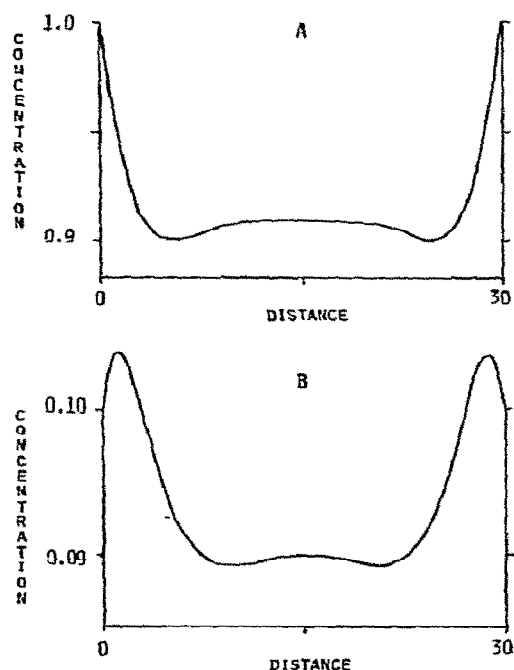 A
CONCENTRATION
1.0
0.9
0
30
DISTANCE
B
CONCENTRATION
0.10
0.09
0
30
DISTANCE